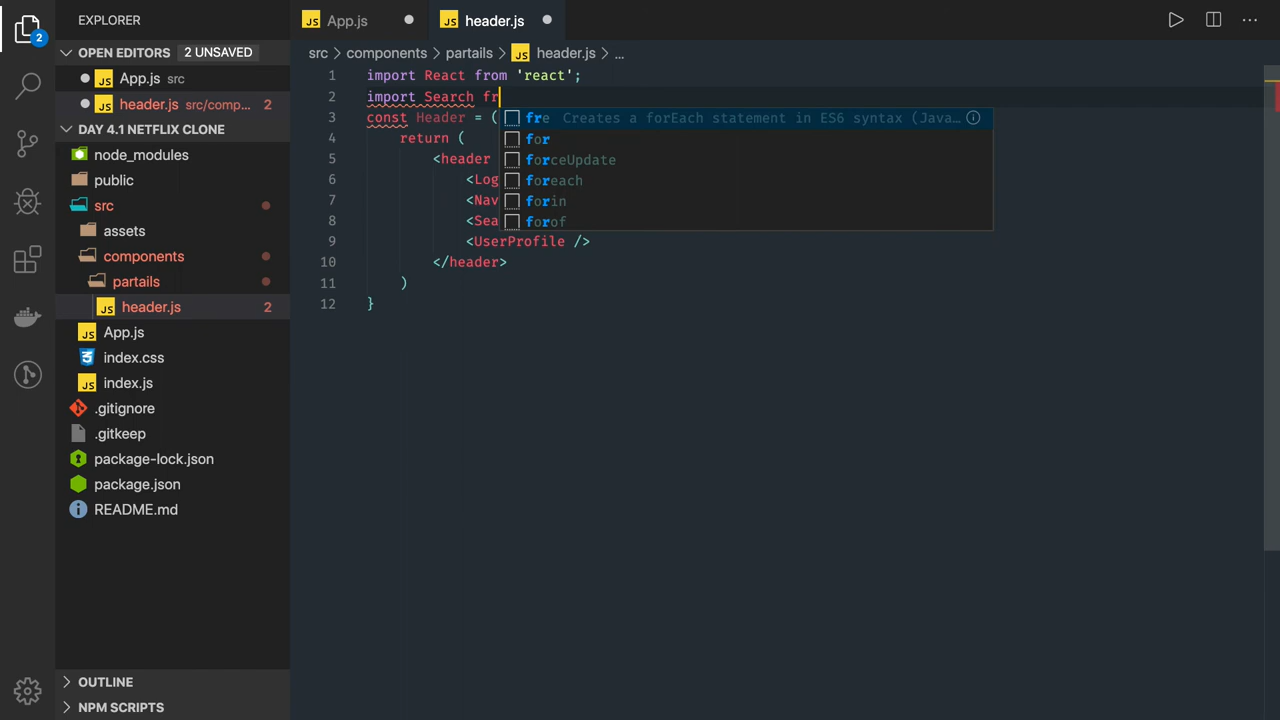 EXPLORER
OPEN EDITORS 2 UNSAVED
App.js src
header.js src/comp... 2
DAY 4.1 NETFLIX CLONE
node_modules
public
src
assets
components
partails
header.js 2
App.js
index.css
index.js
.gitignore
.gitkeep
package-lock.json
package.json
README.md
OUTLINE
NPM SCRIPTS
2
JS App.js
JS header.js
src > components > partails > JS header.js > ...
1 import React from 'react';
2 import Search fr
3 const Header = (
4 return (
5 <header
6 <Log
7 <Nav
8 <Sea
9 <UserProfile />
10 </header>
11 )
12 }
fre Creates a forEach statement in ES6 syntax (Java...
for
forceUpdate
foreach
forin
forof